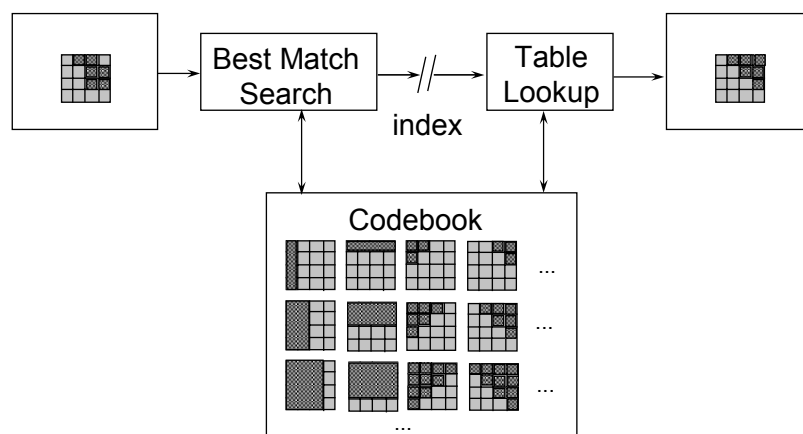 Best Match
Search
Table
Lookup
index
Codebook
...
...
...
...